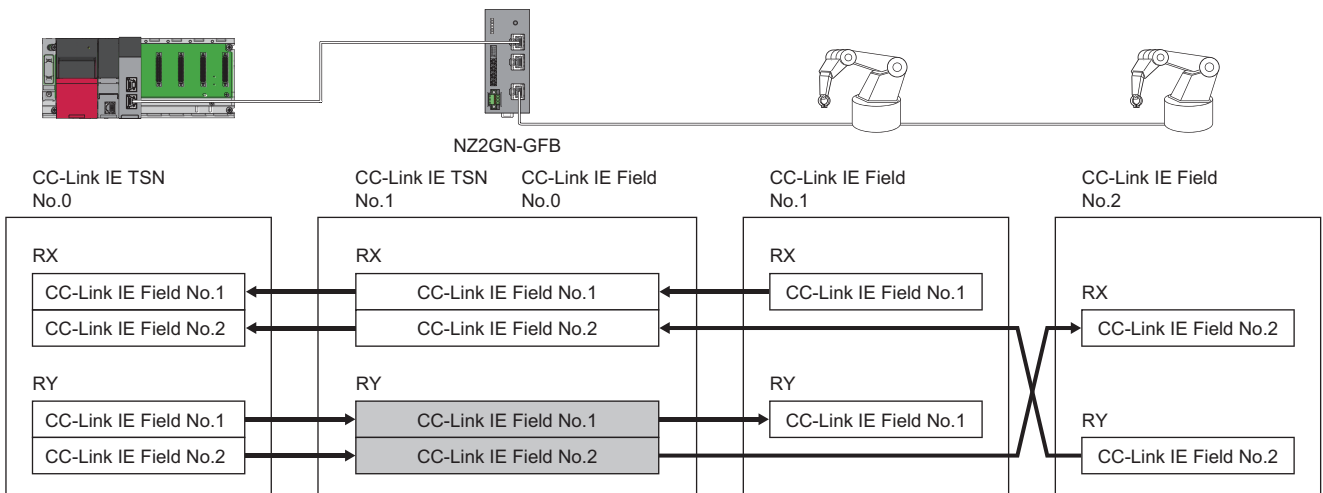 NZ2GN-GFB
CC-Link IE TSN
No.0
CC-Link IE TSN
No.1
CC-Link IE Field
No.0
CC-Link IE Field
No.1
CC-Link IE Field
No.2
RX
CC-Link IE Field No.1
CC-Link IE Field No.2
RY
CC-Link IE Field No.1
CC-Link IE Field No.2
RX
CC-Link IE Field No.1
CC-Link IE Field No.2
RY
CC-Link IE Field No.1
CC-Link IE Field No.2
RX
CC-Link IE Field No.1
RY
CC-Link IE Field No.1
RX
CC-Link IE Field No.2
RY
CC-Link IE Field No.2